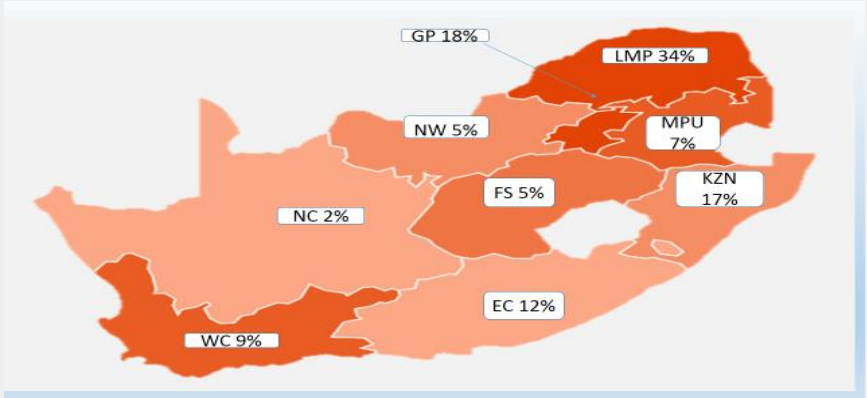 GP 18%
LMP 34%
NW 5%
MPU
7%
KZN
17%
FS 5%
NC 2%
EC 12%
WC 9%